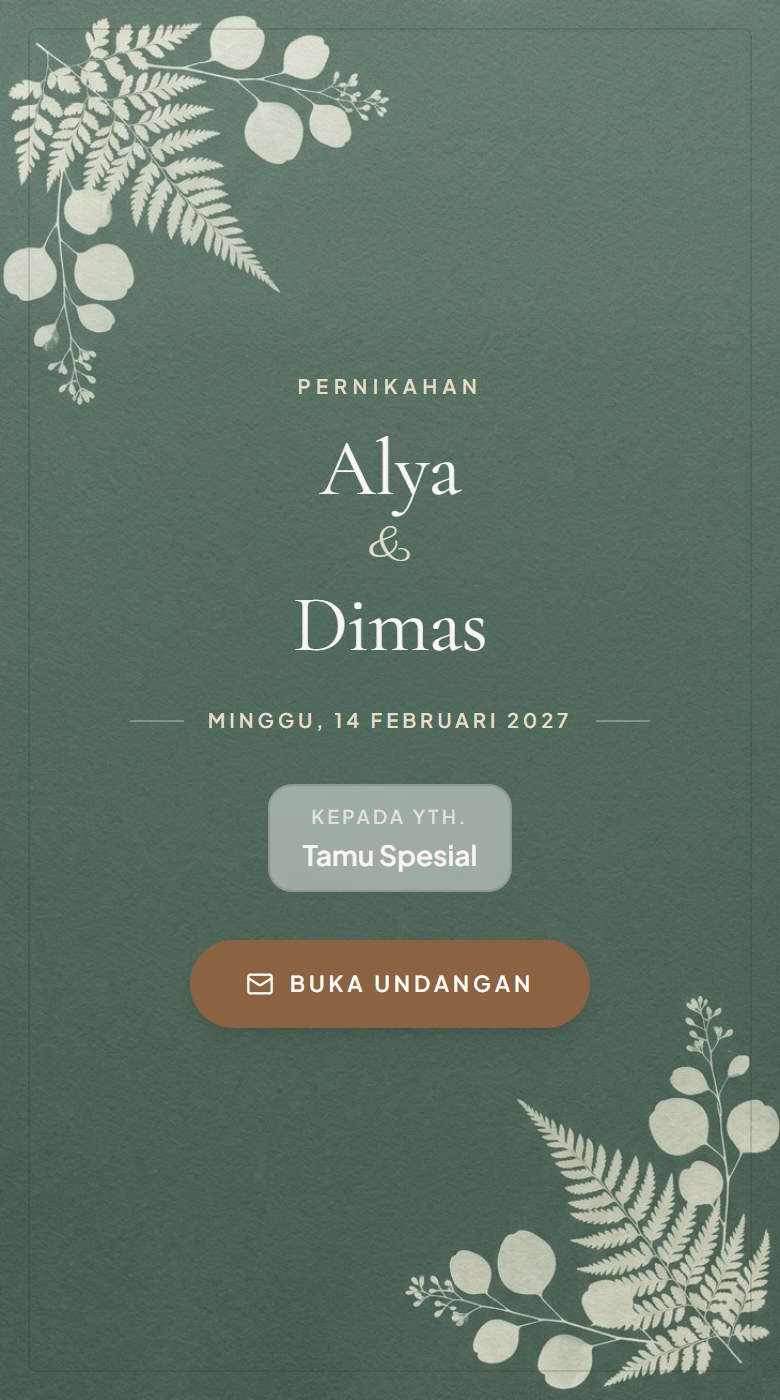 PERNIKAHAN
Alya
&
Dimas
MINGGU, 14 FEBRUARI 2027
KEPADA YTH.
Tamu Spesial
BUKA UNDANGAN